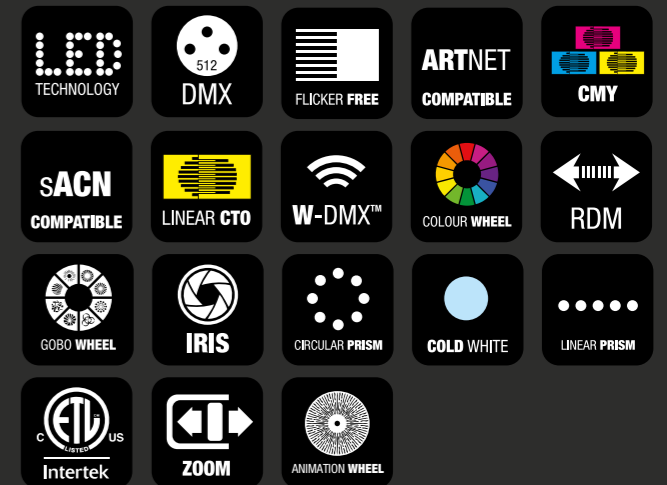 LED
TECHNOLOGY
512
DMX
FLICKER FREE
ARTNET
COMPATIBLE
CMY
sACN
COMPATIBLE
LINEAR CTO
W-DMX™
COLOUR WHEEL
RDM
GOBO WHEEL
IRIS
CIRCULAR PRISM
COLD WHITE
LINEAR PRISM
ETL
C US
LISTED
Intertek
ZOOM
ANIMATION WHEEL